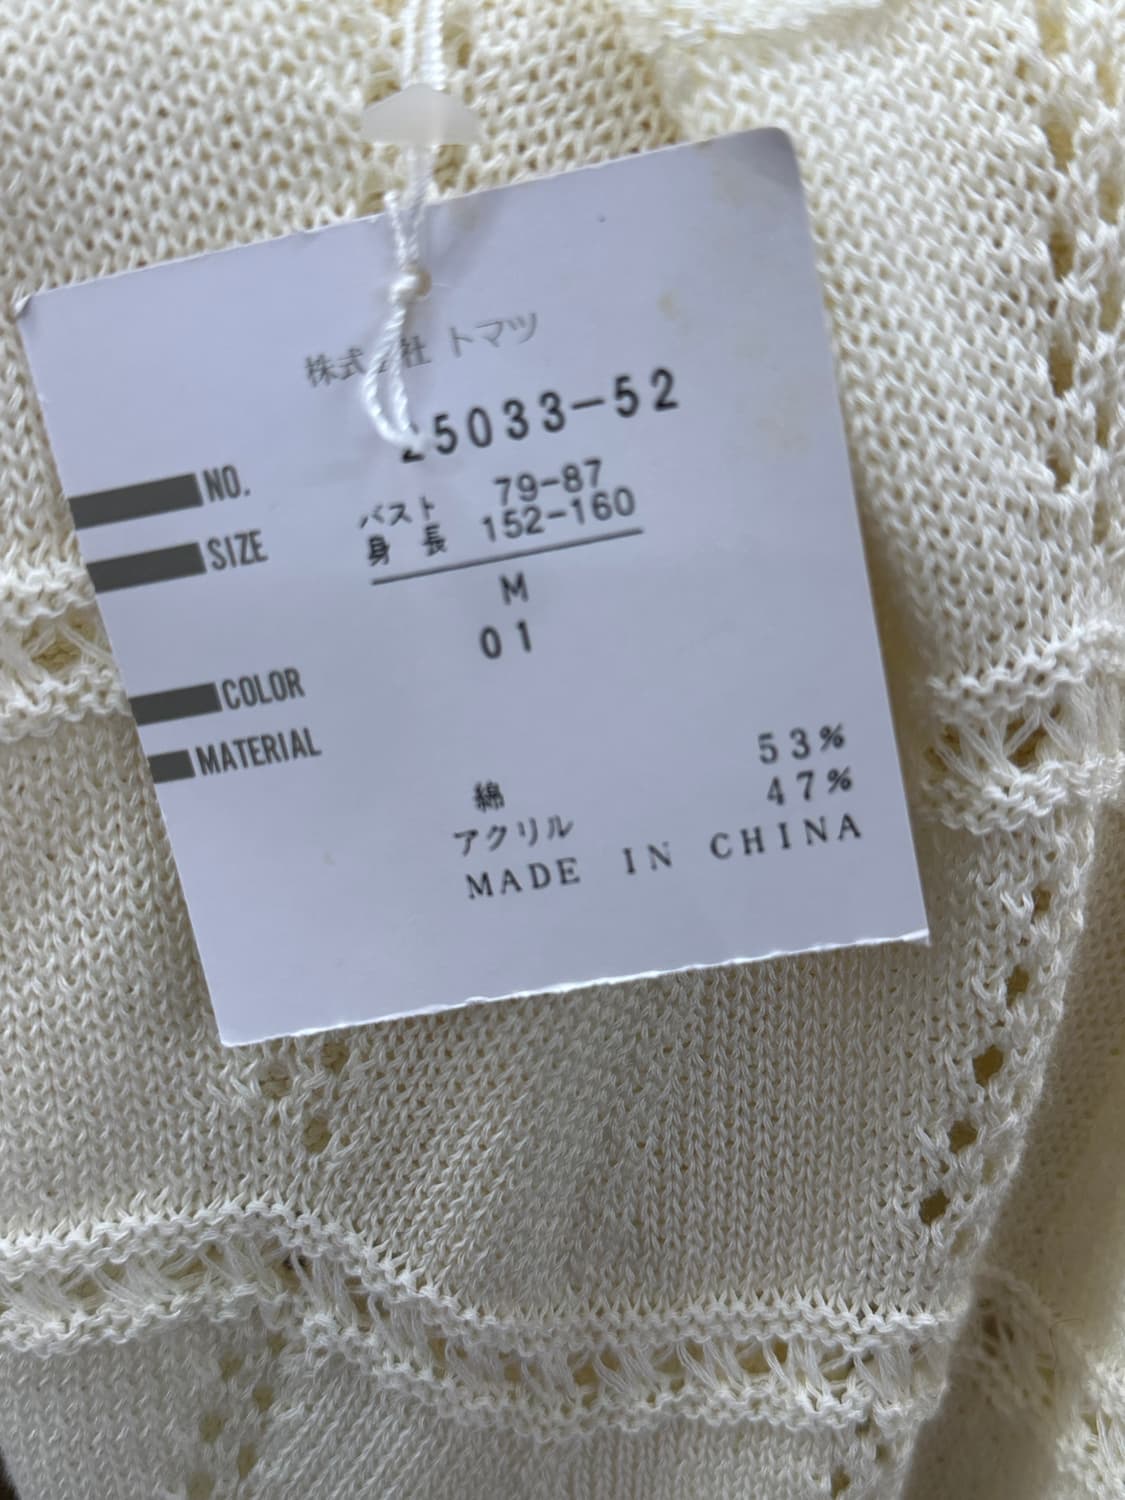 株式会社 トマツ
NO. 25033-52
SIZE バスト 79-87
身長 152-160
M
COLOR 01
MATERIAL
綿 53%
アクリル 47%
MADE IN CHINA